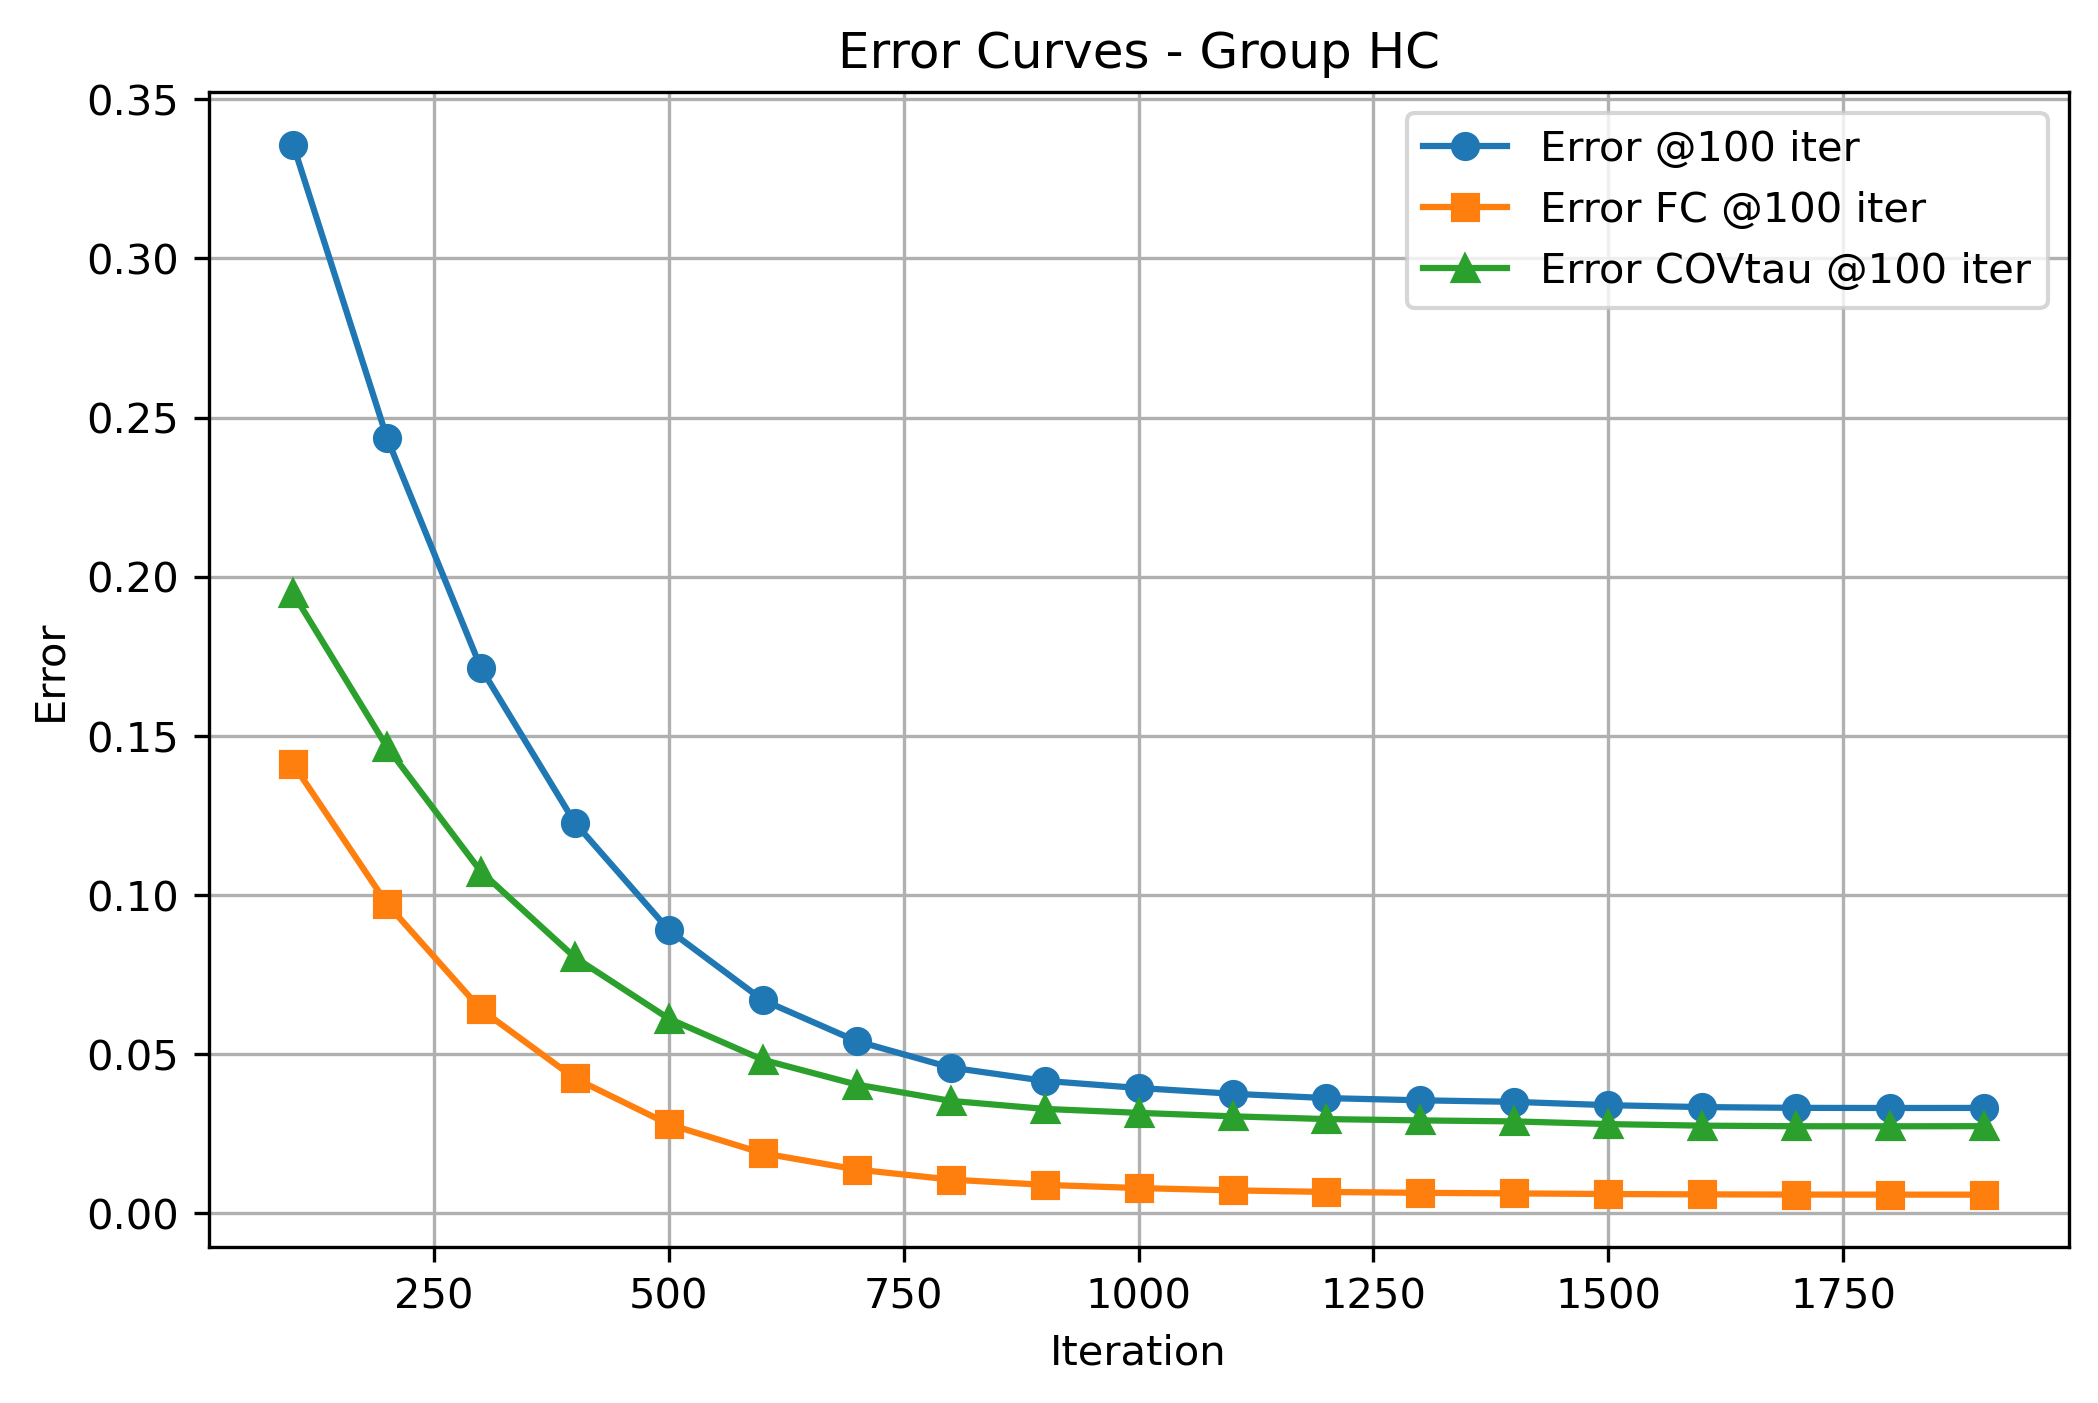 Error Curves - Group HC
0.35
0.30
0.25
0.20
0.15
0.10
0.05
0.00
Error
Error @100 iter
Error FC @100 iter
Error COVtau @100 iter
250 500 750 1000 1250 1500 1750
Iteration